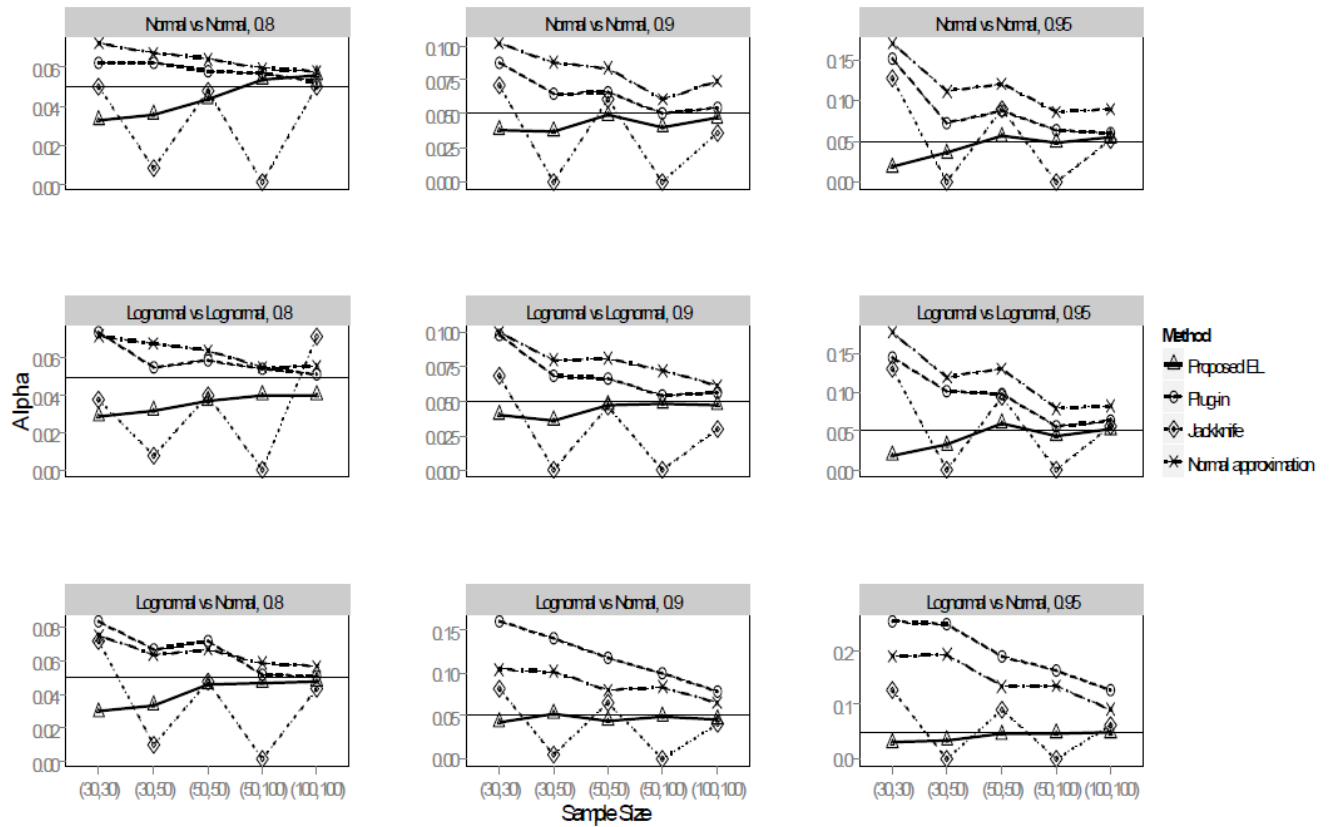 Normal vs Normal, 0.8
Normal vs Normal, 0.9
Normal vs Normal, 0.95
0.06
0.04
0.02
0.00
0.100
0.075
0.050
0.025
0.000
0.15
0.10
0.05
0.00
Lognormal vs Lognormal, 0.8
Lognormal vs Lognormal, 0.9
Lognormal vs Lognormal, 0.95
Alpha
0.06
0.04
0.02
0.00
0.100
0.075
0.050
0.025
0.000
0.15
0.10
0.05
0.00
Method
Proposed EL
Plug-in
Jackknife
Normal approximation
Lognormal vs Normal, 0.8
Lognormal vs Normal, 0.9
Lognormal vs Normal, 0.95
0.08
0.06
0.04
0.02
0.00
0.15
0.10
0.05
0.00
0.2
0.1
0.0
(30,30) (30,50) (50,50) (50,100) (100,100)
(30,30) (30,50) (50,50) (50,100) (100,100)
(30,30) (30,50) (50,50) (50,100) (100,100)
Sample Size